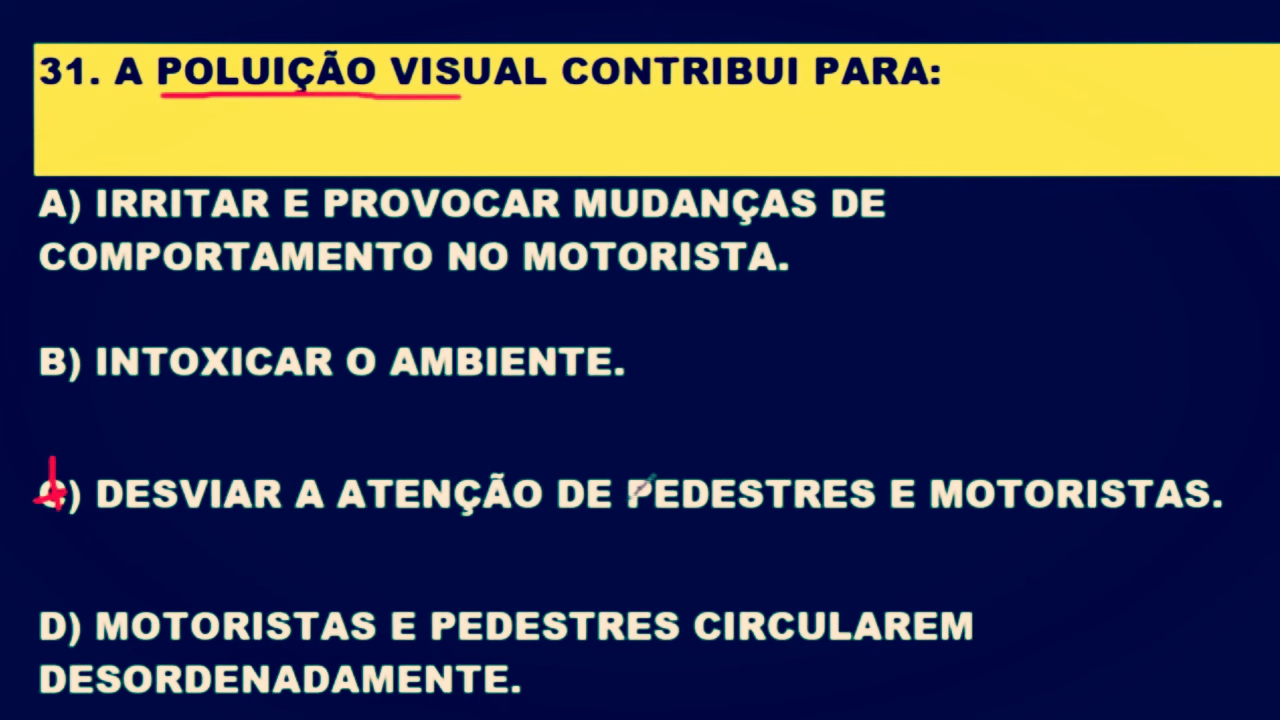 31. A POLUIÇÃO VISUAL CONTRIBUI PARA:
A) IRRITAR E PROVOCAR MUDANÇAS DE
COMPORTAMENTO NO MOTORISTA.
B) INTOXICAR O AMBIENTE.
C) DESVIAR A ATENÇÃO DE PEDESTRES E MOTORISTAS.
D) MOTORISTAS E PEDESTRES CIRCULAREM
DESORDENADAMENTE.